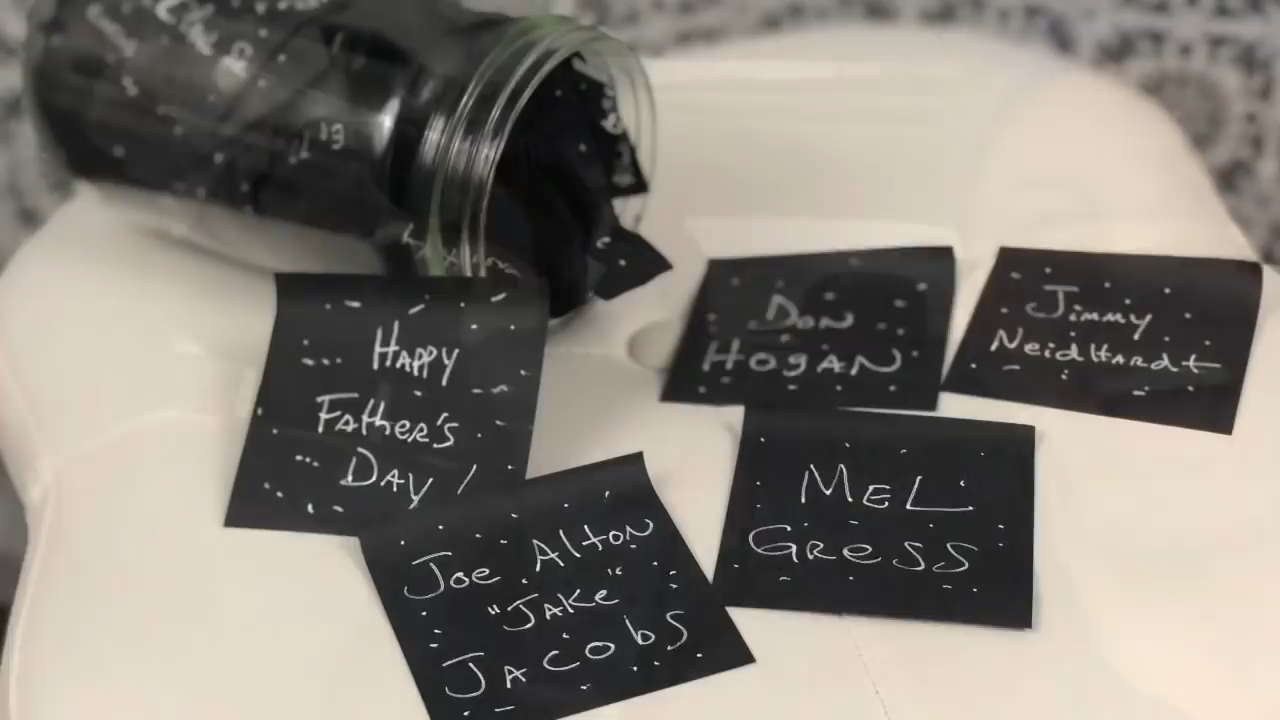 Happy
Father's
Day!
Don
Hogan
Jimmy
Neidhardt
Joe Alton
"Jake"
Jacobs
Mel
Gress